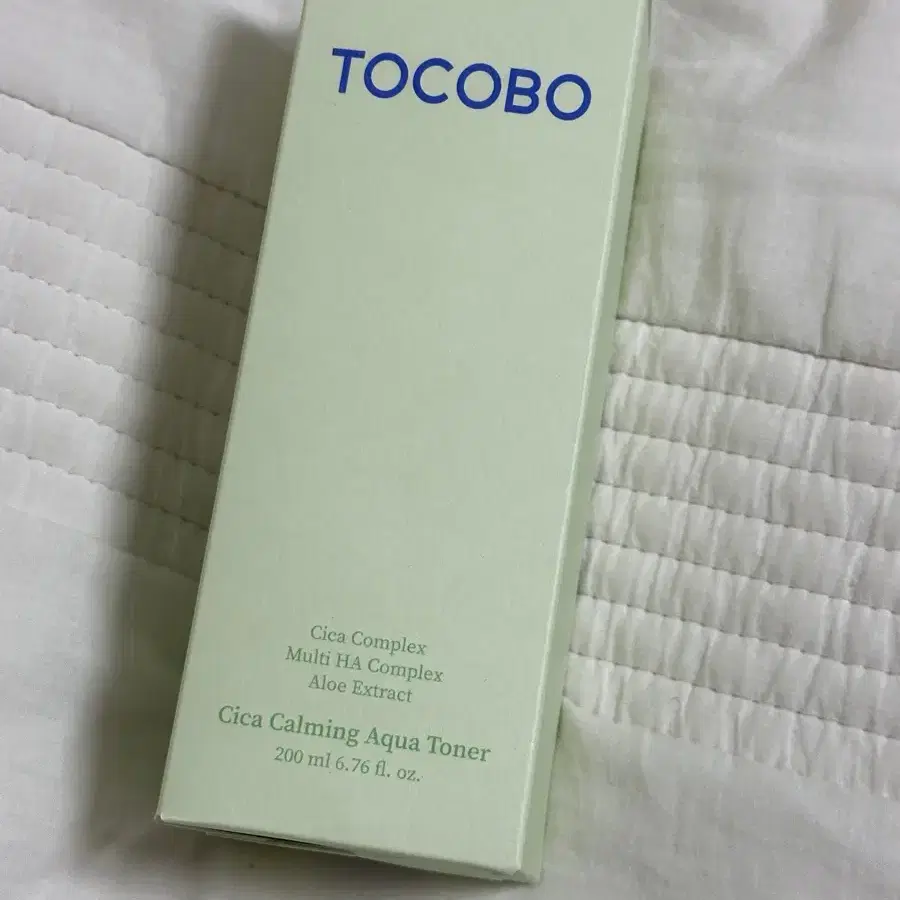 TOCOBO
Cica Complex
Multi HA Complex
Aloe Extract
Cica Calming Aqua Toner
200 ml 6.76 fl. oz.